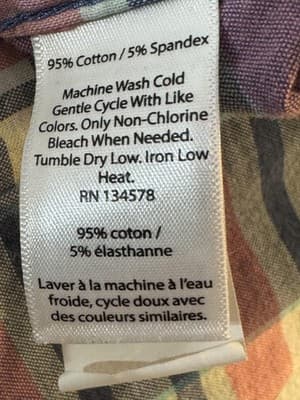 95% Cotton / 5% Spandex
Machine Wash Cold
Gentle Cycle With Like
Colors. Only Non-Chlorine
Bleach When Needed.
Tumble Dry Low. Iron Low
Heat.
RN 134578
95% coton /
5% élasthanne
Laver à la machine à l'eau
froide, cycle doux avec
des couleurs similaires.